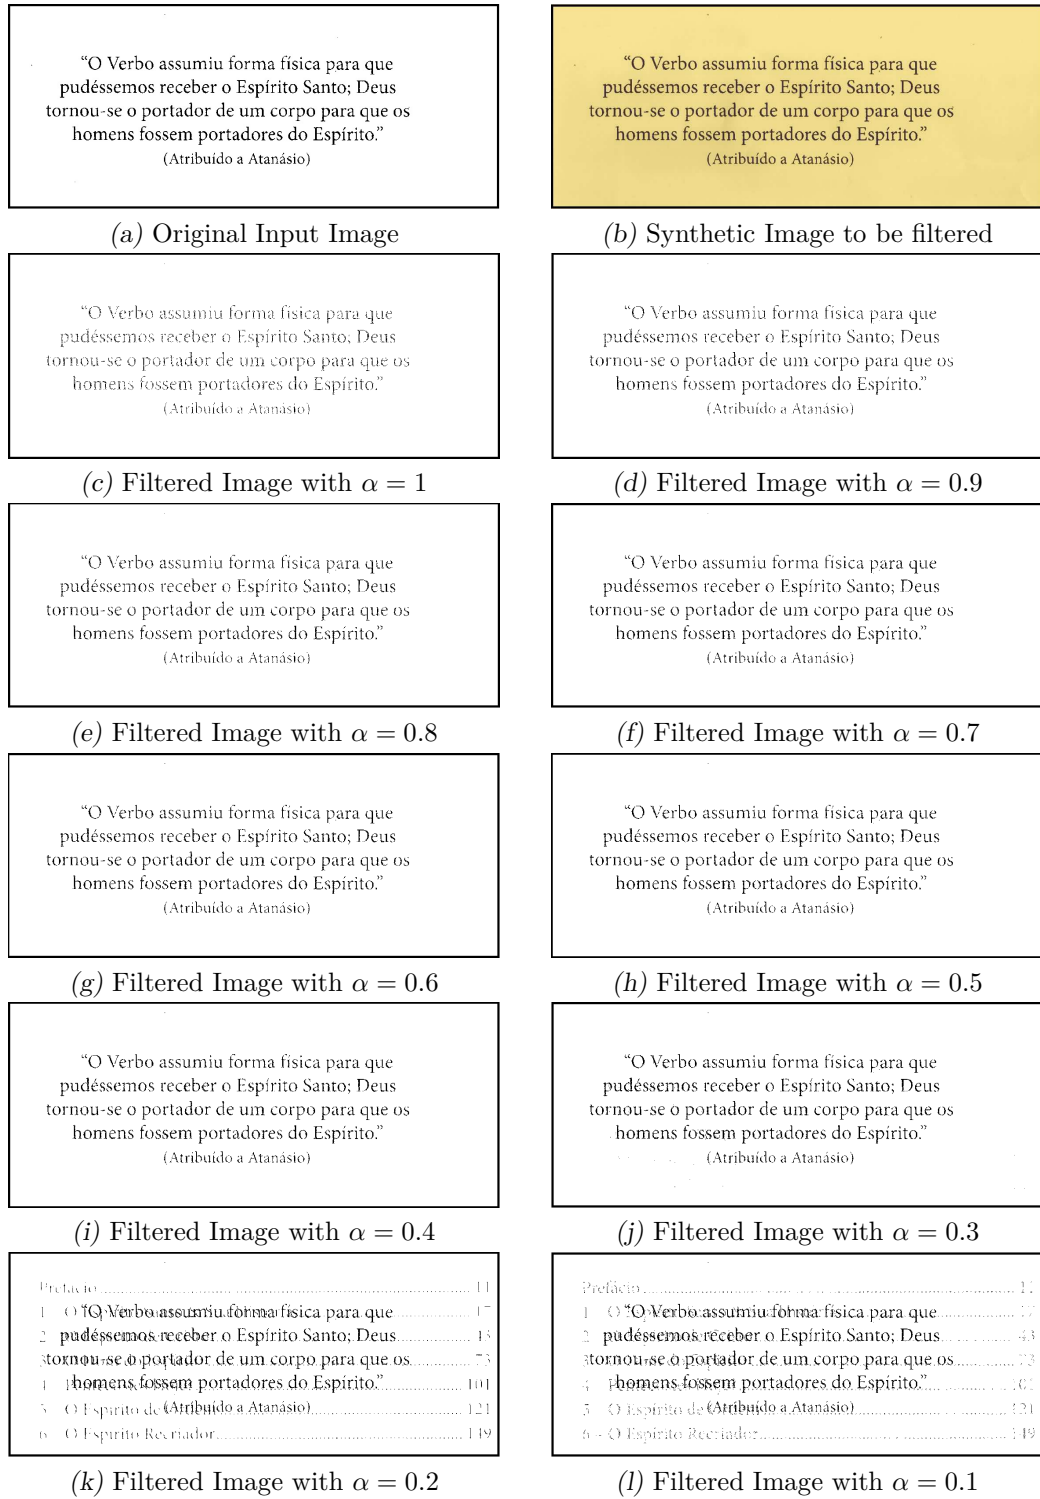 “O Verbo assumiu forma física para que
pudéssemos receber o Espírito Santo; Deus
tornou-se o portador de um corpo para que os
homens fossem portadores do Espírito.”
(Atribuído a Atanásio)
(a) Original Input Image
“O Verbo assumiu forma física para que
pudéssemos receber o Espírito Santo; Deus
tornou-se o portador de um corpo para que os
homens fossem portadores do Espírito.”
(Atribuído a Atanásio)
(b) Synthetic Image to be filtered
“O Verbo assumiu forma física para que
pudéssemos receber o Espírito Santo; Deus
tornou-se o portador de um corpo para que os
homens fossem portadores do Espírito.”
(Atribuído a Atanásio)
(c) Filtered Image with α = 1
“O Verbo assumiu forma física para que
pudéssemos receber o Espírito Santo; Deus
tornou-se o portador de um corpo para que os
homens fossem portadores do Espírito.”
(Atribuído a Atanásio)
(d) Filtered Image with α = 0.9
“O Verbo assumiu forma física para que
pudéssemos receber o Espírito Santo; Deus
tornou-se o portador de um corpo para que os
homens fossem portadores do Espírito.”
(Atribuído a Atanásio)
(e) Filtered Image with α = 0.8
“O Verbo assumiu forma física para que
pudéssemos receber o Espírito Santo; Deus
tornou-se o portador de um corpo para que os
homens fossem portadores do Espírito.”
(Atribuído a Atanásio)
(f) Filtered Image with α = 0.7
“O Verbo assumiu forma física para que
pudéssemos receber o Espírito Santo; Deus
tornou-se o portador de um corpo para que os
homens fossem portadores do Espírito.”
(Atribuído a Atanásio)
(g) Filtered Image with α = 0.6
“O Verbo assumiu forma física para que
pudéssemos receber o Espírito Santo; Deus
tornou-se o portador de um corpo para que os
homens fossem portadores do Espírito.”
(Atribuído a Atanásio)
(h) Filtered Image with α = 0.5
“O Verbo assumiu forma física para que
pudéssemos receber o Espírito Santo; Deus
tornou-se o portador de um corpo para que os
homens fossem portadores do Espírito.”
(Atribuído a Atanásio)
(i) Filtered Image with α = 0.4
“O Verbo assumiu forma física para que
pudéssemos receber o Espírito Santo; Deus
tornou-se o portador de um corpo para que os
homens fossem portadores do Espírito.”
(Atribuído a Atanásio)
(j) Filtered Image with α = 0.3
Prefácio 11
1 O 17
“O Verbo assumiu forma física para que
2 43
pudéssemos receber o Espírito Santo; Deus
3 73
tornou-se o portador de um corpo para que os
4 101
homens fossem portadores do Espírito.”
5 O Espírito de 121
(Atribuído a Atanásio)
6 O Espírito Recriador 149
(k) Filtered Image with α = 0.2
Prefácio 11
1 O 17
“O Verbo assumiu forma física para que
2 43
pudéssemos receber o Espírito Santo; Deus
3 73
tornou-se o portador de um corpo para que os
4 101
homens fossem portadores do Espírito.”
5 O Espírito de 121
(Atribuído a Atanásio)
6 - O Espírito Recriador 149
(l) Filtered Image with α = 0.1